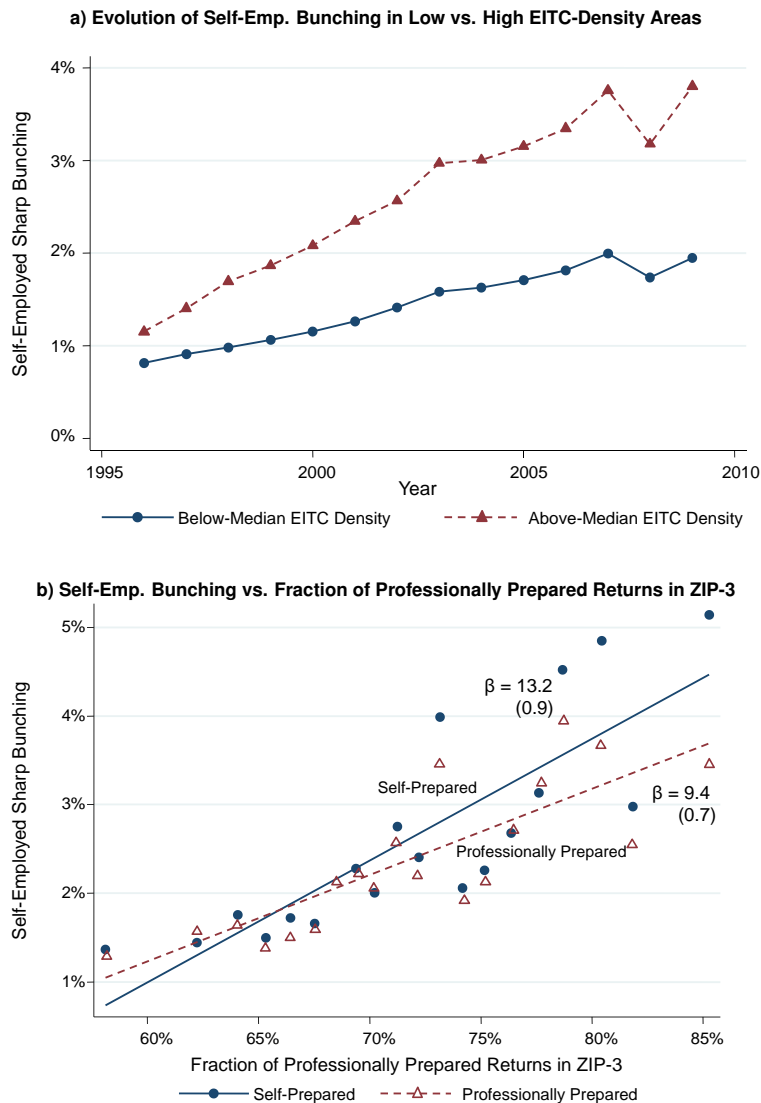 a) Evolution of Self-Emp. Bunching in Low vs. High EITC-Density Areas
Self-Employed Sharp Bunching
4%
3%
2%
1%
0%
1995 2000 2005 2010
Year
Below-Median EITC Density Above-Median EITC Density
b) Self-Emp. Bunching vs. Fraction of Professionally Prepared Returns in ZIP-3
Self-Employed Sharp Bunching
5%
4%
3%
2%
1%
β = 13.2
(0.9)
Self-Prepared
β = 9.4
(0.7)
Professionally Prepared
60% 65% 70% 75% 80% 85%
Fraction of Professionally Prepared Returns in ZIP-3
Self-Prepared Professionally Prepared